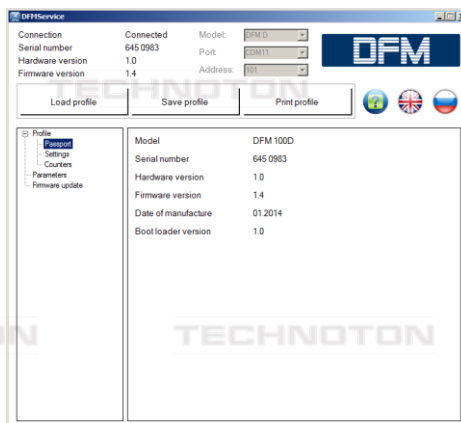 DFMService
Connection Connected Model: DFM D
Serial number 645 0983 Port COM11
Hardware version 1.0 Address: 101
Firmware version 1.4
DFM
TECHNOTON
Load profile Save profile Print profile
Profile
Passport
Settings
Counters
Parameters
Firmware update
Model DFM 100D
Serial number 645 0983
Hardware version 1.0
Firmware version 1.4
Date of manufacture 01.2014
Boot loader version 1.0
N TECHNOTON